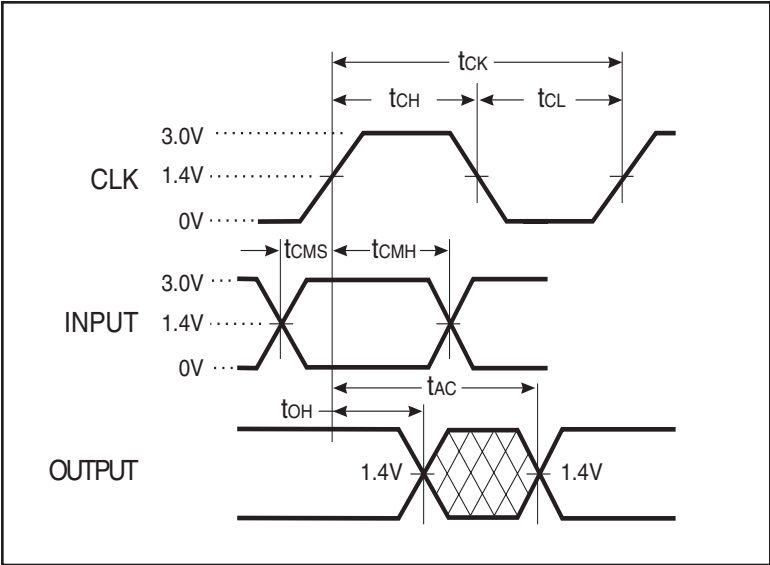 tCK
tCH tCL
3.0V
CLK 1.4V
0V
tCMS tCMH
3.0V
INPUT 1.4V
0V
tAC
tOH
OUTPUT 1.4V 1.4V